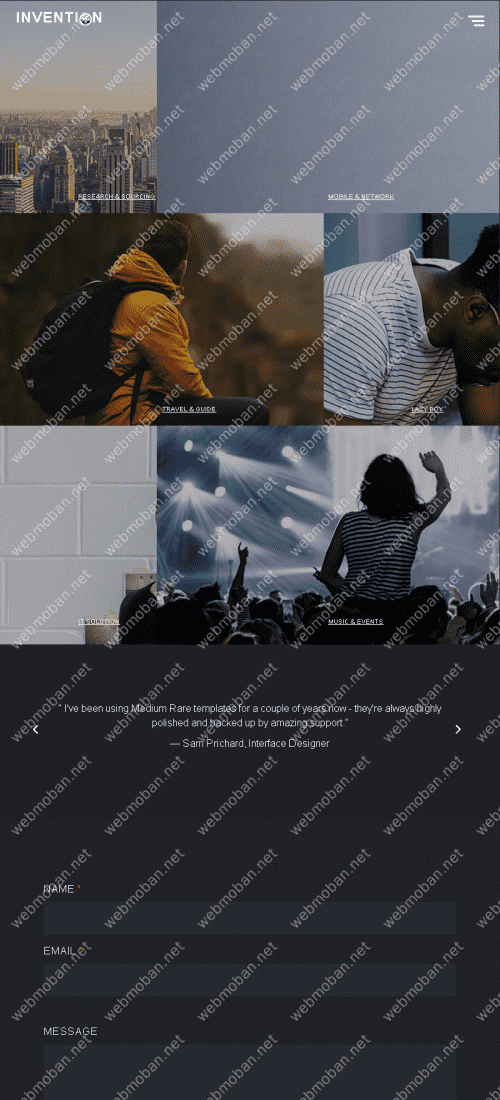 INVENTION
RESEARCH & SOURCING
MOBILE & NETWORK
TRAVEL & GUIDE
LAZY BOY
IT SOLUTION
MUSIC & EVENTS
" I've been using Medium Rare templates for a couple of years now - they're always highly
polished and backed up by amazing support."
— Sam Prichard, Interface Designer
NAME *
EMAIL *
MESSAGE
webmoban.net